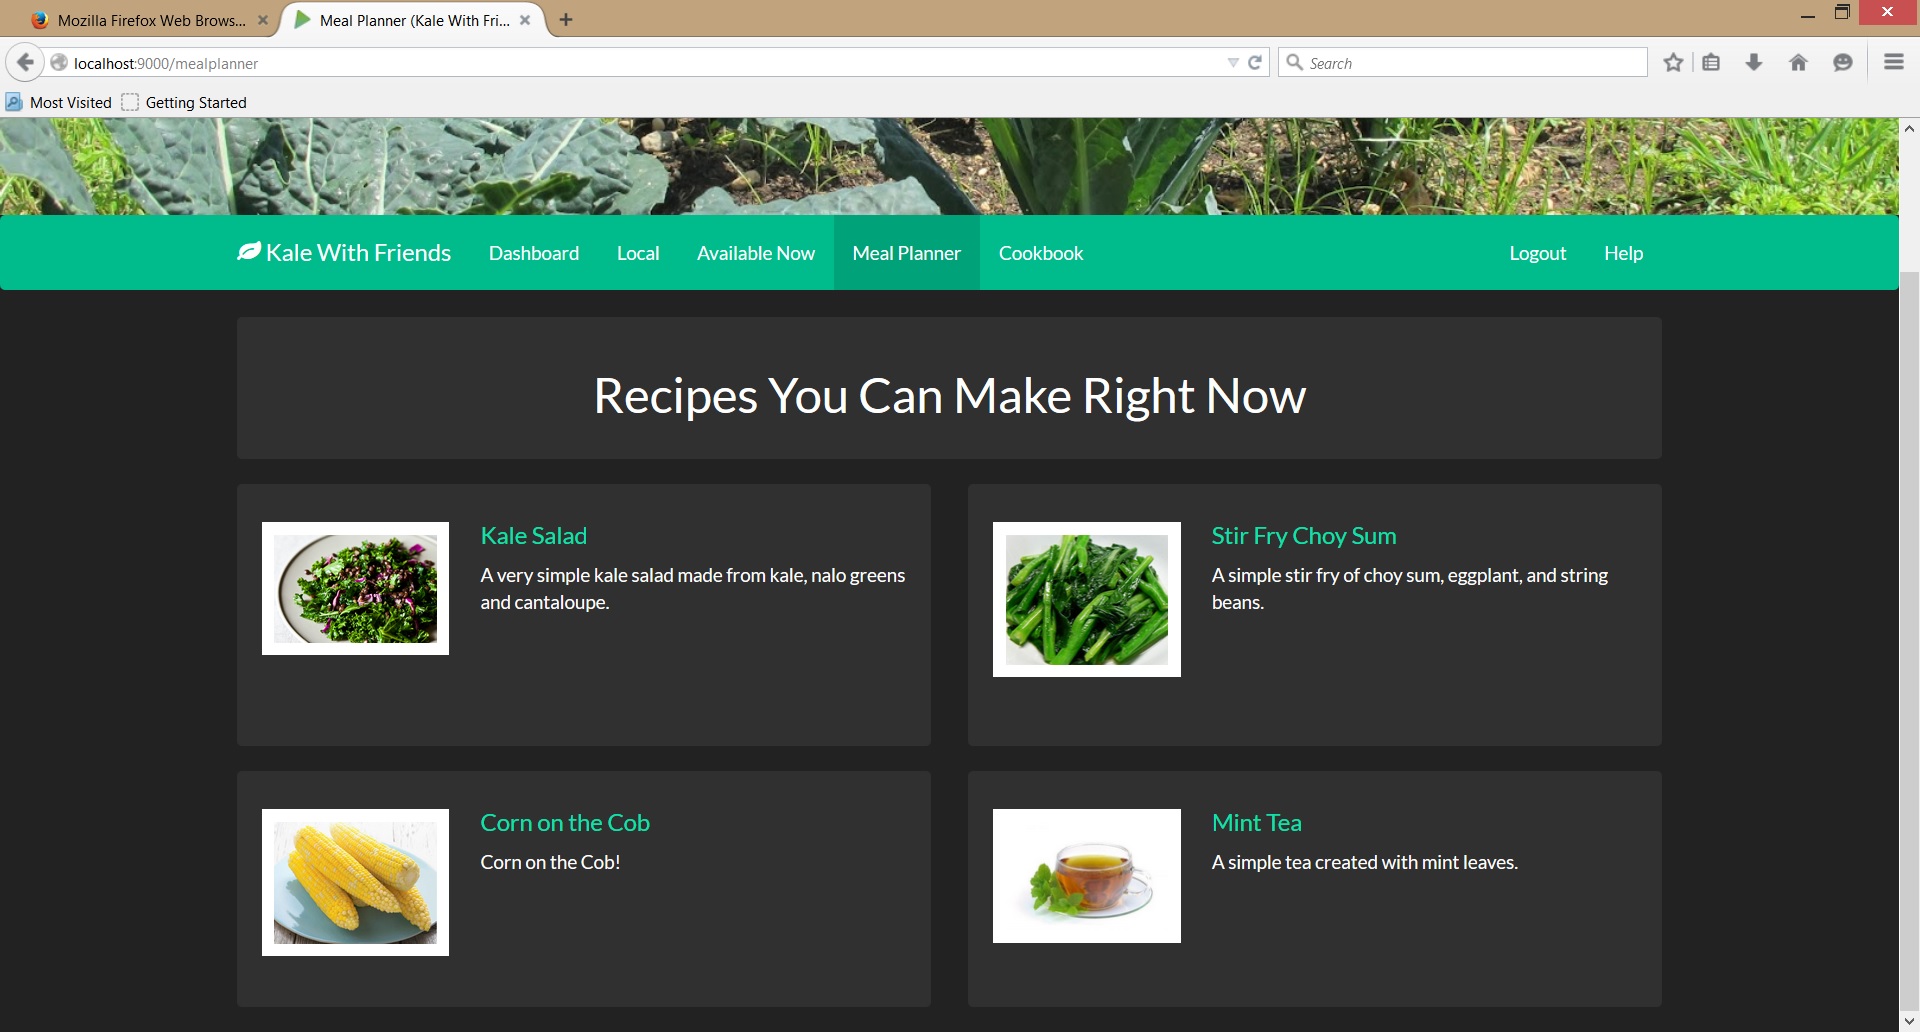 Mozilla Firefox Web Brows...
Meal Planner (Kale With Fri...
localhost:9000/mealplanner
Search
Most Visited
Getting Started
Kale With Friends
Dashboard
Local
Available Now
Meal Planner
Cookbook
Logout
Help
Recipes You Can Make Right Now
Kale Salad
A very simple kale salad made from kale, nalo greens
and cantaloupe.
Stir Fry Choy Sum
A simple stir fry of choy sum, eggplant, and string
beans.
Corn on the Cob
Corn on the Cob!
Mint Tea
A simple tea created with mint leaves.